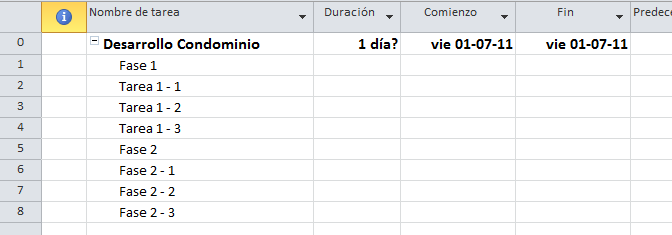 Nombre de tarea Duración Comienzo Fin Predec
0 Desarrollo Condominio 1 día? vie 01-07-11 vie 01-07-11
1 Fase 1
2 Tarea 1 - 1
3 Tarea 1 - 2
4 Tarea 1 - 3
5 Fase 2
6 Fase 2 - 1
7 Fase 2 - 2
8 Fase 2 - 3